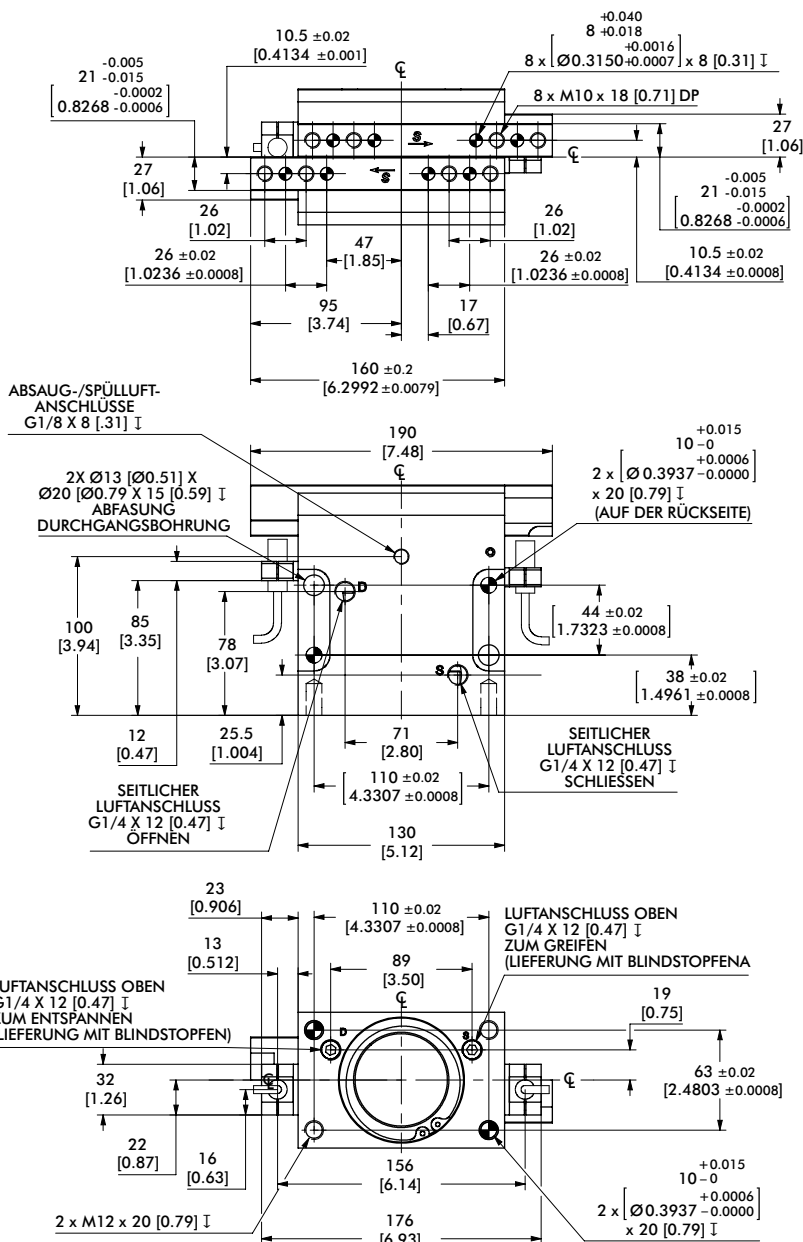 10.5 ±0.02
[0.4134 ±0.001]
-0.005
21 -0.015
-0.0002
[0.8268 -0.0006]
27
[1.06]
+0.040
8 +0.018
+0.0016
8 x [Ø0.3150+0.0007] x 8 [0.31] ↧
8 x M10 x 18 [0.71] DP
℄
S
℄
S
27
[1.06]
-0.005
21 -0.015
-0.0002
[0.8268 -0.0006]
26
[1.02]
47
[1.85]
26
[1.02]
10.5 ±0.02
[0.4134 ±0.0008]
26 ±0.02
[1.0236 ±0.0008]
26 ±0.02
[1.0236 ±0.0008]
95
[3.74]
17
[0.67]
160 ±0.2
[6.2992 ±0.0079]
ABSAUG-/SPÜLLUFT-
ANSCHLÜSSE
G1/8 X 8 [.31] ↧
190
[7.48]
℄
+0.015
10 -0
+0.0006
2 x [Ø 0.3937 -0.0000]
x 20 [0.79] ↧
(AUF DER RÜCKSEITE)
2X Ø13 [Ø0.51] X
Ø20 [Ø0.79 X 15 [0.59] ↧
ABFASUNG
DURCHGANGSBOHRUNG
D
S
100
[3.94]
85
[3.35]
78
[3.07]
44 ±0.02
[1.7323 ±0.0008]
38 ±0.02
[1.4961 ±0.0008]
12
[0.47]
25.5
[1.004]
71
[2.80]
110 ±0.02
[4.3307 ±0.0008]
SEITLICHER
LUFTANSCHLUSS
G1/4 X 12 [0.47] ↧
SCHLIESSEN
SEITLICHER
LUFTANSCHLUSS
G1/4 X 12 [0.47] ↧
ÖFFNEN
130
[5.12]
23
[0.906]
110 ±0.02
[4.3307 ±0.0008]
LUFTANSCHLUSS OBEN
G1/4 X 12 [0.47] ↧
ZUM GREIFEN
(LIEFERUNG MIT BLINDSTOPFENA
13
[0.512]
89
[3.50]
℄
UFTANSCHLUSS OBEN
G1/4 X 12 [0.47] ↧
ZUM ENTSPANNEN
LIEFERUNG MIT BLINDSTOPFEN)
19
[0.75]
D
S
32
[1.26]
℄
℄
63 ±0.02
[2.4803 ±0.0008]
22
[0.87]
16
[0.63]
156
[6.14]
+0.015
10 -0
+0.0006
2 x [Ø0.3937 -0.0000]
x 20 [0.79] ↧
2 x M12 x 20 [0.79] ↧
176
[6.93]